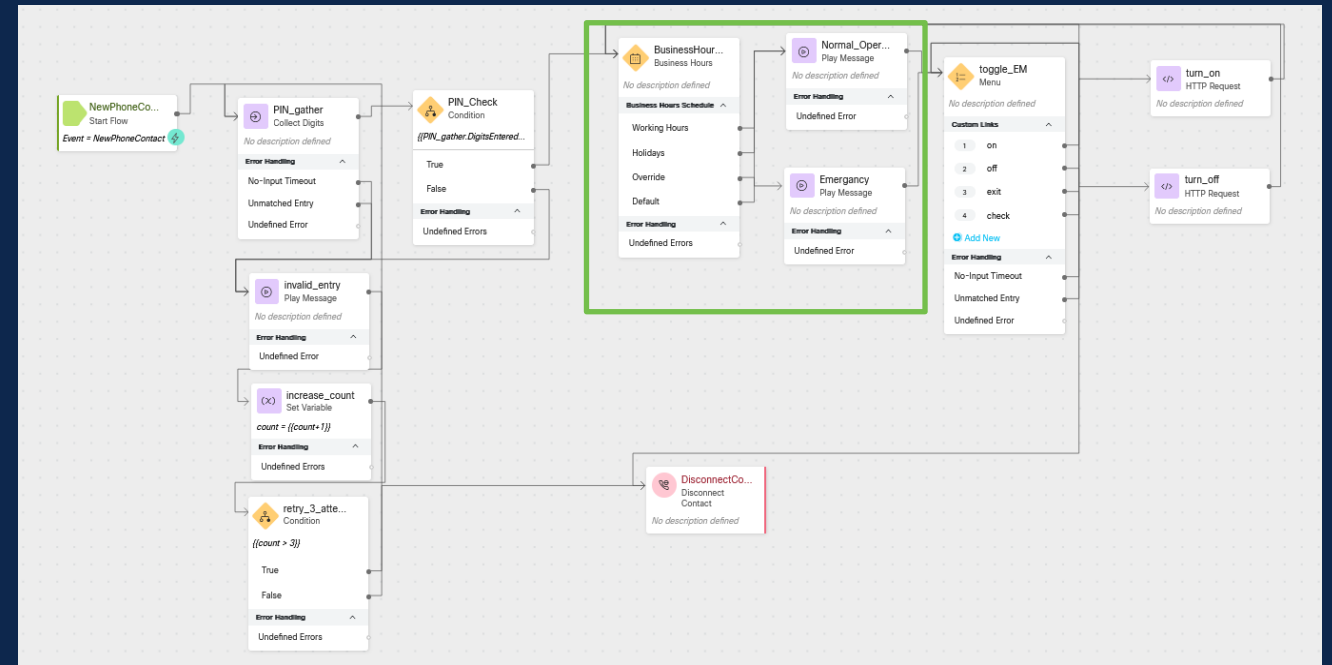 NewPhoneCo...
Start Flow
Event = NewPhoneContact
PIN_gather
Collect Digits
No description defined
Error Handling
No-Input Timeout
Unmatched Entry
Undefined Error
PIN_Check
Condition
{{PIN_gather.DigitsEntered...
True
False
Error Handling
Undefined Errors
invalid_entry
Play Message
No description defined
Error Handling
Undefined Error
(x)
increase_count
Set Variable
count = {{count+1}}
Error Handling
Undefined Errors
retry_3_atte...
Condition
{{count > 3}}
True
False
Error Handling
Undefined Errors
BusinessHour...
Business Hours
No description defined
Business Hours Schedule
Working Hours
Holidays
Override
Default
Error Handling
Undefined Errors
Normal_Oper...
Play Message
No description defined
Error Handling
Undefined Error
Emergancy
Play Message
No description defined
Error Handling
Undefined Error
toggle_EM
Menu
No description defined
Custom Links
1 on
2 off
3 exit
4 check
Add New
Error Handling
No-Input Timeout
Unmatched Entry
Undefined Error
</>
turn_on
HTTP Request
No description defined
</>
turn_off
HTTP Request
No description defined
DisconnectCo...
Disconnect
Contact
No description defined